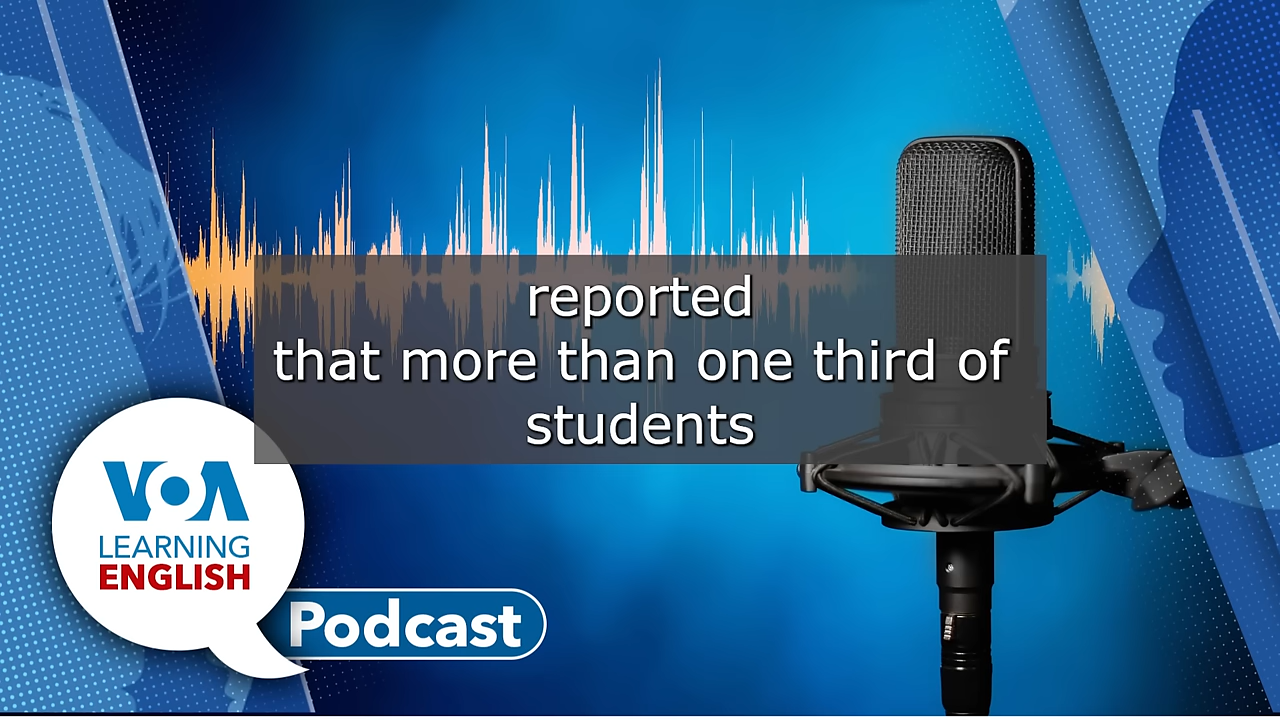 reported
that more than one third of
students
VOA
LEARNING
ENGLISH
Podcast